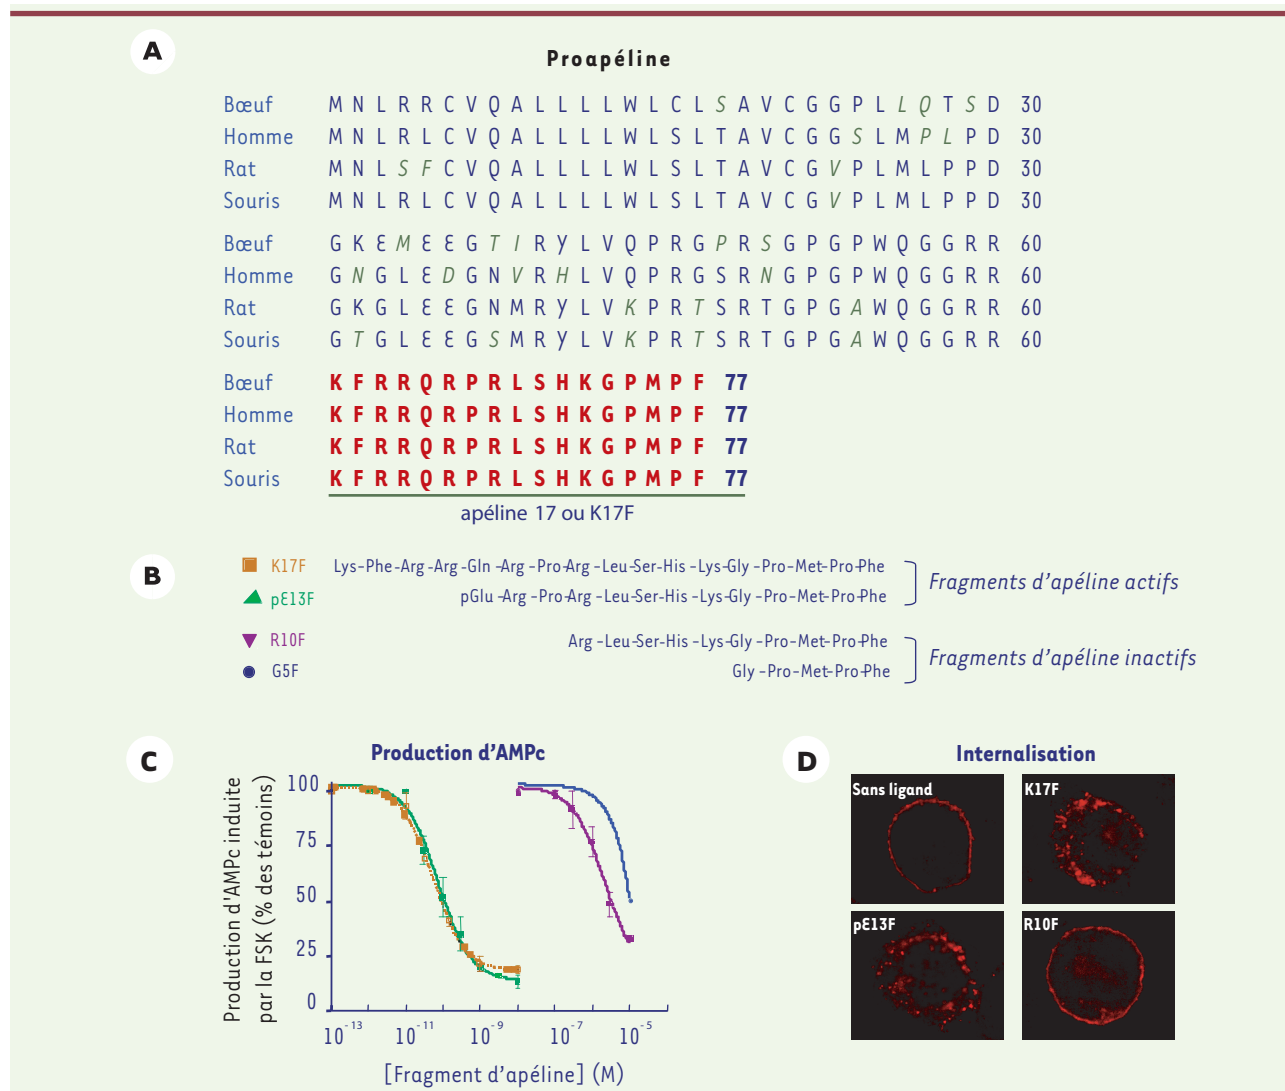 A
Proapéline
Bœuf M N L R R C V Q A L L L L W L C L S A V C G G P L L Q T S D 30
Homme M N L R L C V Q A L L L L W L S L T A V C G G S L M P L P D 30
Rat M N L S F C V Q A L L L L W L S L T A V C G V P L M L P P D 30
Souris M N L R L C V Q A L L L L W L S L T A V C G V P L M L P P D 30
Bœuf G K E M E E G T I R Y L V Q P R G P R S G P G P W Q G G R R 60
Homme G N G L E D G N V R H L V Q P R G S R N G P G P W Q G G R R 60
Rat G K G L E E G N M R Y L V K P R T S R T G P G A W Q G G R R 60
Souris G T G L E E G S M R Y L V K P R T S R T G P G A W Q G G R R 60
Bœuf K F R R Q R P R L S H K G P M P F 77
Homme K F R R Q R P R L S H K G P M P F 77
Rat K F R R Q R P R L S H K G P M P F 77
Souris K F R R Q R P R L S H K G P M P F 77
apéline 17 ou K17F
B
K17F Lys-Phe-Arg-Arg-Gln-Arg-Pro-Arg-Leu-Ser-His-Lys-Gly-Pro-Met-Pro-Phe
pE13F pGlu-Arg-Pro-Arg-Leu-Ser-His-Lys-Gly-Pro-Met-Pro-Phe
Fragments d'apéline actifs
R10F Arg-Leu-Ser-His-Lys-Gly-Pro-Met-Pro-Phe
G5F Gly-Pro-Met-Pro-Phe
Fragments d'apéline inactifs
C
Production d'AMPc
Production d'AMPc induite
par la FSK (% des témoins)
100
75
50
25
0
10-13 10-11 10-9 10-7 10-5
[Fragment d'apéline] (M)
D
Internalisation
Sans ligand
K17F
pE13F
R10F